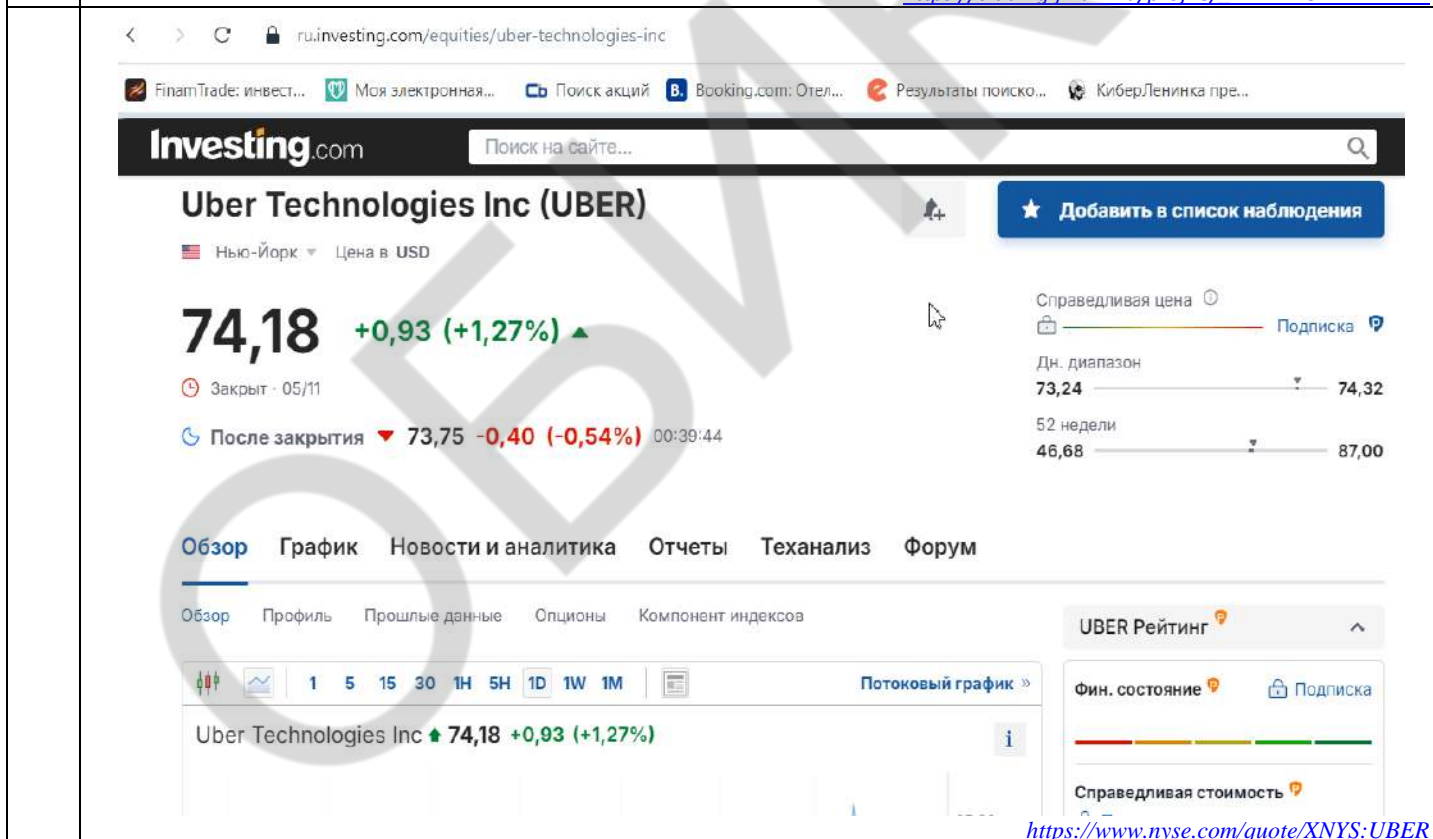 ru.investing.com/equities/uber-technologies-inc
FinamTrade: инвест... Моя электронная... Поиск акций B. Booking.com: Отел... Результаты поиско... КиберЛенинка пре...
Investing.com Поиск на сайте...
Uber Technologies Inc (UBER)
Добавить в список наблюдения
Нью-Йорк Цена в USD
74,18 +0,93 (+1,27%)
Справедливая цена
Подписка
Закрыт · 05/11
Дн. диапазон
73,24 74,32
После закрытия 73,75 -0,40 (-0,54%) 00:39:44
52 недели
46,68 87,00
Обзор График Новости и аналитика Отчеты Теханализ Форум
Обзор Профиль Прошлые данные Опционы Компонент индексов
UBER Рейтинг
1 5 15 30 1H 5H 1D 1W 1M Потоковый график »
Фин. состояние Подписка
Uber Technologies Inc 74,18 +0,93 (+1,27%)
Справедливая стоимость
https://www.nyse.com/quote/XNYS:UBER